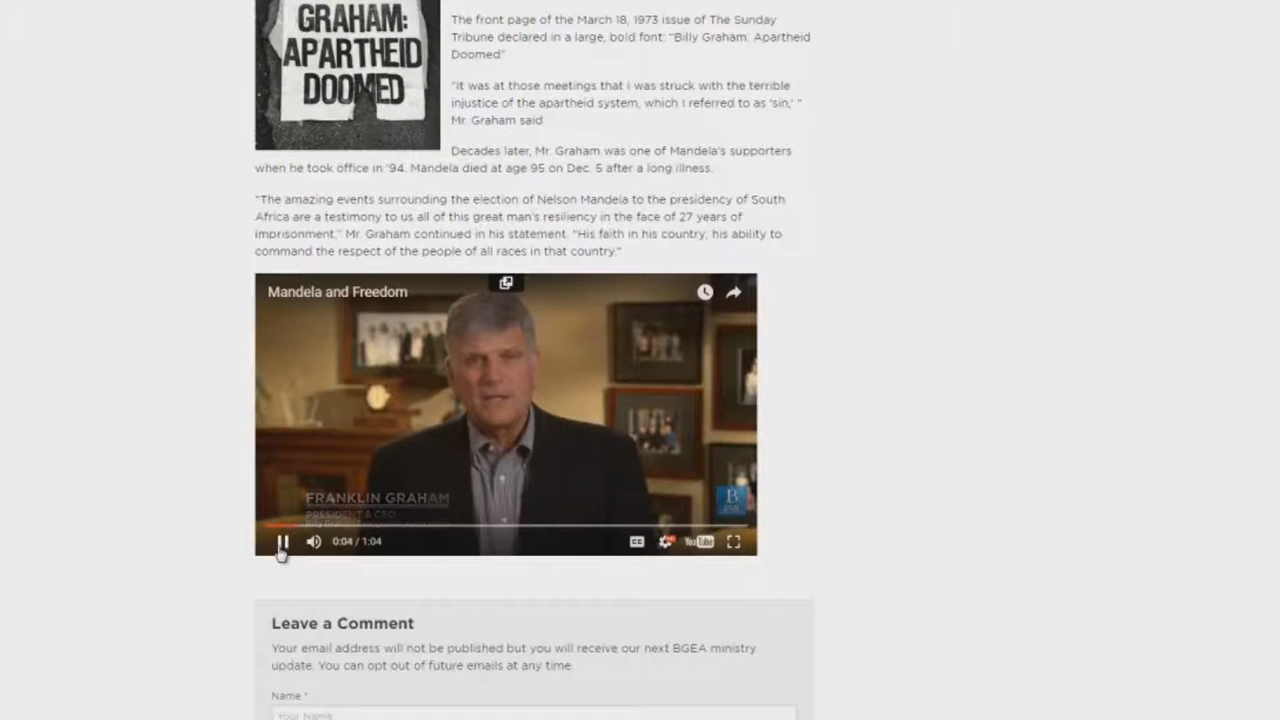 GRAHAM:
APARTHEID
DOOMED
The front page of the March 18, 1973 issue of The Sunday
Tribune declared in a large, bold font: "Billy Graham: Apartheid
Doomed"
"It was at those meetings that I was struck with the terrible
injustice of the apartheid system, which I referred to as 'sin,' "
Mr. Graham said
Decades later, Mr. Graham was one of Mandela's supporters
when he took office in '94. Mandela died at age 95 on Dec. 5 after a long illness.
"The amazing events surrounding the election of Nelson Mandela to the presidency of South
Africa are a testimony to us all of this great man's resiliency in the face of 27 years of
imprisonment," Mr. Graham continued in his statement. "His faith in his country, his ability to
command the respect of the people of all races in that country."
Mandela and Freedom
FRANKLIN GRAHAM
PRESIDENT & CEO
B
0:04 / 1:04
CC
YouTube
Leave a Comment
Your email address will not be published but you will receive our next BGEA ministry
update. You can opt out of future emails at any time.
Name *
Your Name